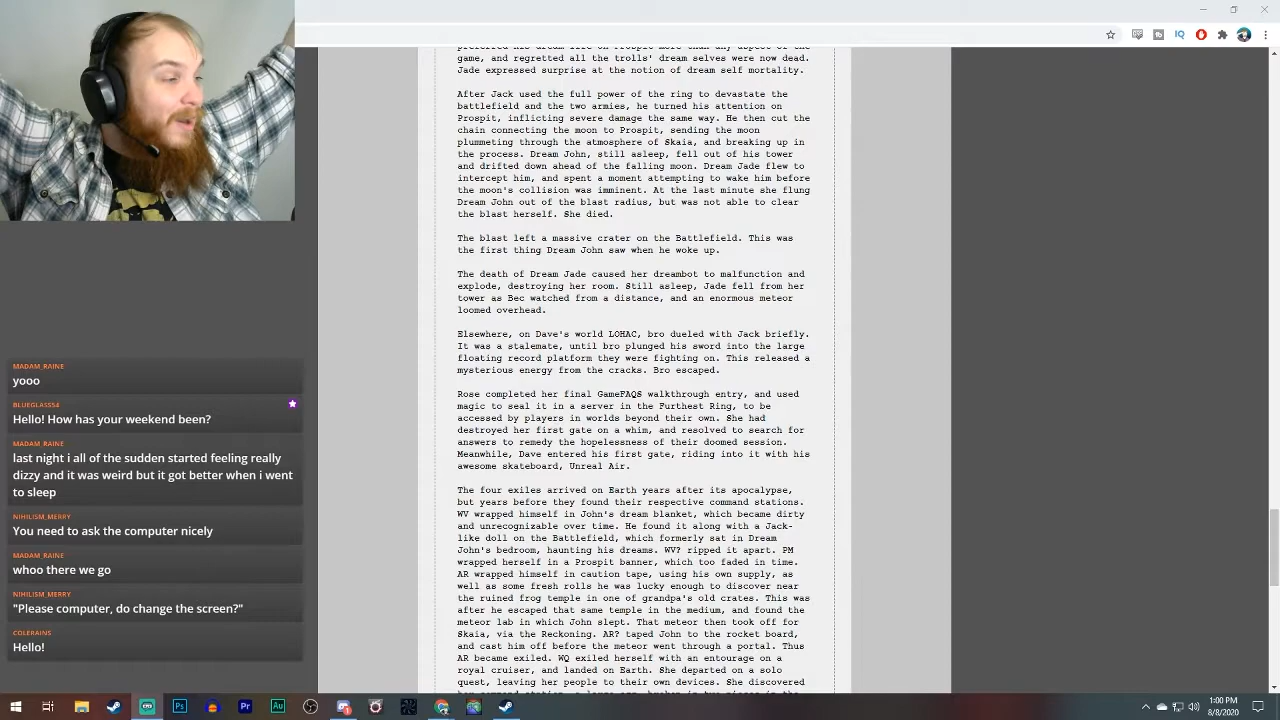 preferred his dream life on Prospit more than any aspect of the
game, and regretted all the trolls' dream selves were now dead.
Jade expressed surprise at the notion of dream self mortality.
After Jack used the full power of the ring to devastate the
battlefield and the two armies, he turned his attention on
Prospit, inflicting severe damage the same way. He then cut the
chain connecting the moon to Prospit, sending the moon
plummeting through the atmosphere of Skaia, and breaking up in
the process. Dream John, still asleep, fell out of his tower
and drifted down ahead of the falling moon. Dream Jade flew to
intercept him, and spent a moment attempting to wake him before
the moon's collision was imminent. At the last minute she flung
Dream John out of the blast radius, but was not able to clear
the blast herself. She died.
The blast left a massive crater on the Battlefield. This was
the first thing Dream John saw when he woke up.
The death of Dream Jade caused her dreambot to malfunction and
explode, destroying her room. Still asleep, Jade fell from her
tower as Bec watched from a distance, and an enormous meteor
loomed overhead.
Elsewhere, on Dave's world LOHAC, bro dueled with Jack briefly.
It was a stalemate, until bro plunged his sword into the large
floating record platform they were fighting on. This released a
mysterious energy from the cracks. Bro escaped.
Rose completed her final GameFAQS walkthrough entry, and used
magic to seal it in a server in the Furthest Ring, to be
accessed by players in worlds beyond their own. She had
destroyed her first gate on a whim, and resolved to search for
answers to remedy the hopelessness of their doomed session.
Meanwhile, Dave entered his first gate, riding into it with his
awesome skateboard, Unreal Air.
The four exiles arrived on Earth years after its apocalypse,
but years before they found their respective command stations.
WV wrapped himself in John's dream blanket, which became dirty
and unrecognizable over time. He found it along with a Jack-
like doll on the Battlefield, which formerly sat in Dream
John's bedroom, haunting his dreams. WV? ripped it apart. PM
wrapped herself in a Prospit banner, which too faded in time.
AR wrapped himself in caution tape, using his own supply, as
well as some fresh rolls he was lucky enough to discover near
the ruined frog temple in one of grandpa's old crates. This was
after he escaped that same temple in the medium, and found the
meteor lab in which John slept. That meteor then took off for
Skaia, via the Reckoning. AR? taped John to the rocket board,
and cast him off before the meteor went through a portal. Thus
AR became exiled. WQ exiled herself with an entourage on a
royal cruiser, and landed on Earth. She departed on a solo
quest, leaving her people to their own devices. She discovered
MADAM_RAINE
yooo
BLUEGLASS54
Hello! How has your weekend been?
MADAM_RAINE
last night i all of the sudden started feeling really
dizzy and it was weird but it got better when i went
to sleep
NIHILISM_MERRY
You need to ask the computer nicely
MADAM_RAINE
whoo there we go
NIHILISM_MERRY
"Please computer, do change the screen?"
COLERAINS
Hello!
IQ
Ps
Pr
Au
1:00 PM
8/8/2020